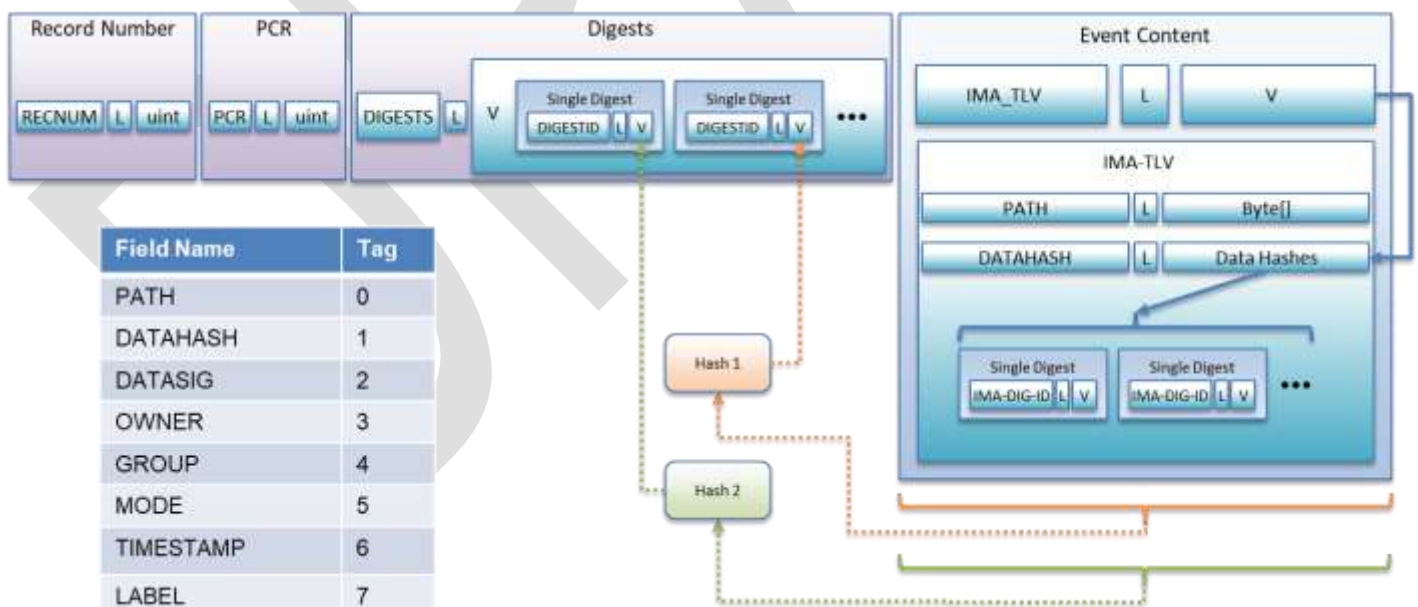 Record Number
RECNUM L uint
PCR
PCR L uint
Digests
DIGESTS L V
Single Digest
DIGESTID L V
Single Digest
DIGESTID L V
•••
Event Content
IMA_TLV L V
IMA-TLV
PATH L Byte[]
DATAHASH L Data Hashes
Single Digest
IMA-DIG-ID L V
Single Digest
IMA-DIG-ID L V
•••
Hash 1
Hash 2
Field Name Tag
PATH 0
DATAHASH 1
DATASIG 2
OWNER 3
GROUP 4
MODE 5
TIMESTAMP 6
LABEL 7